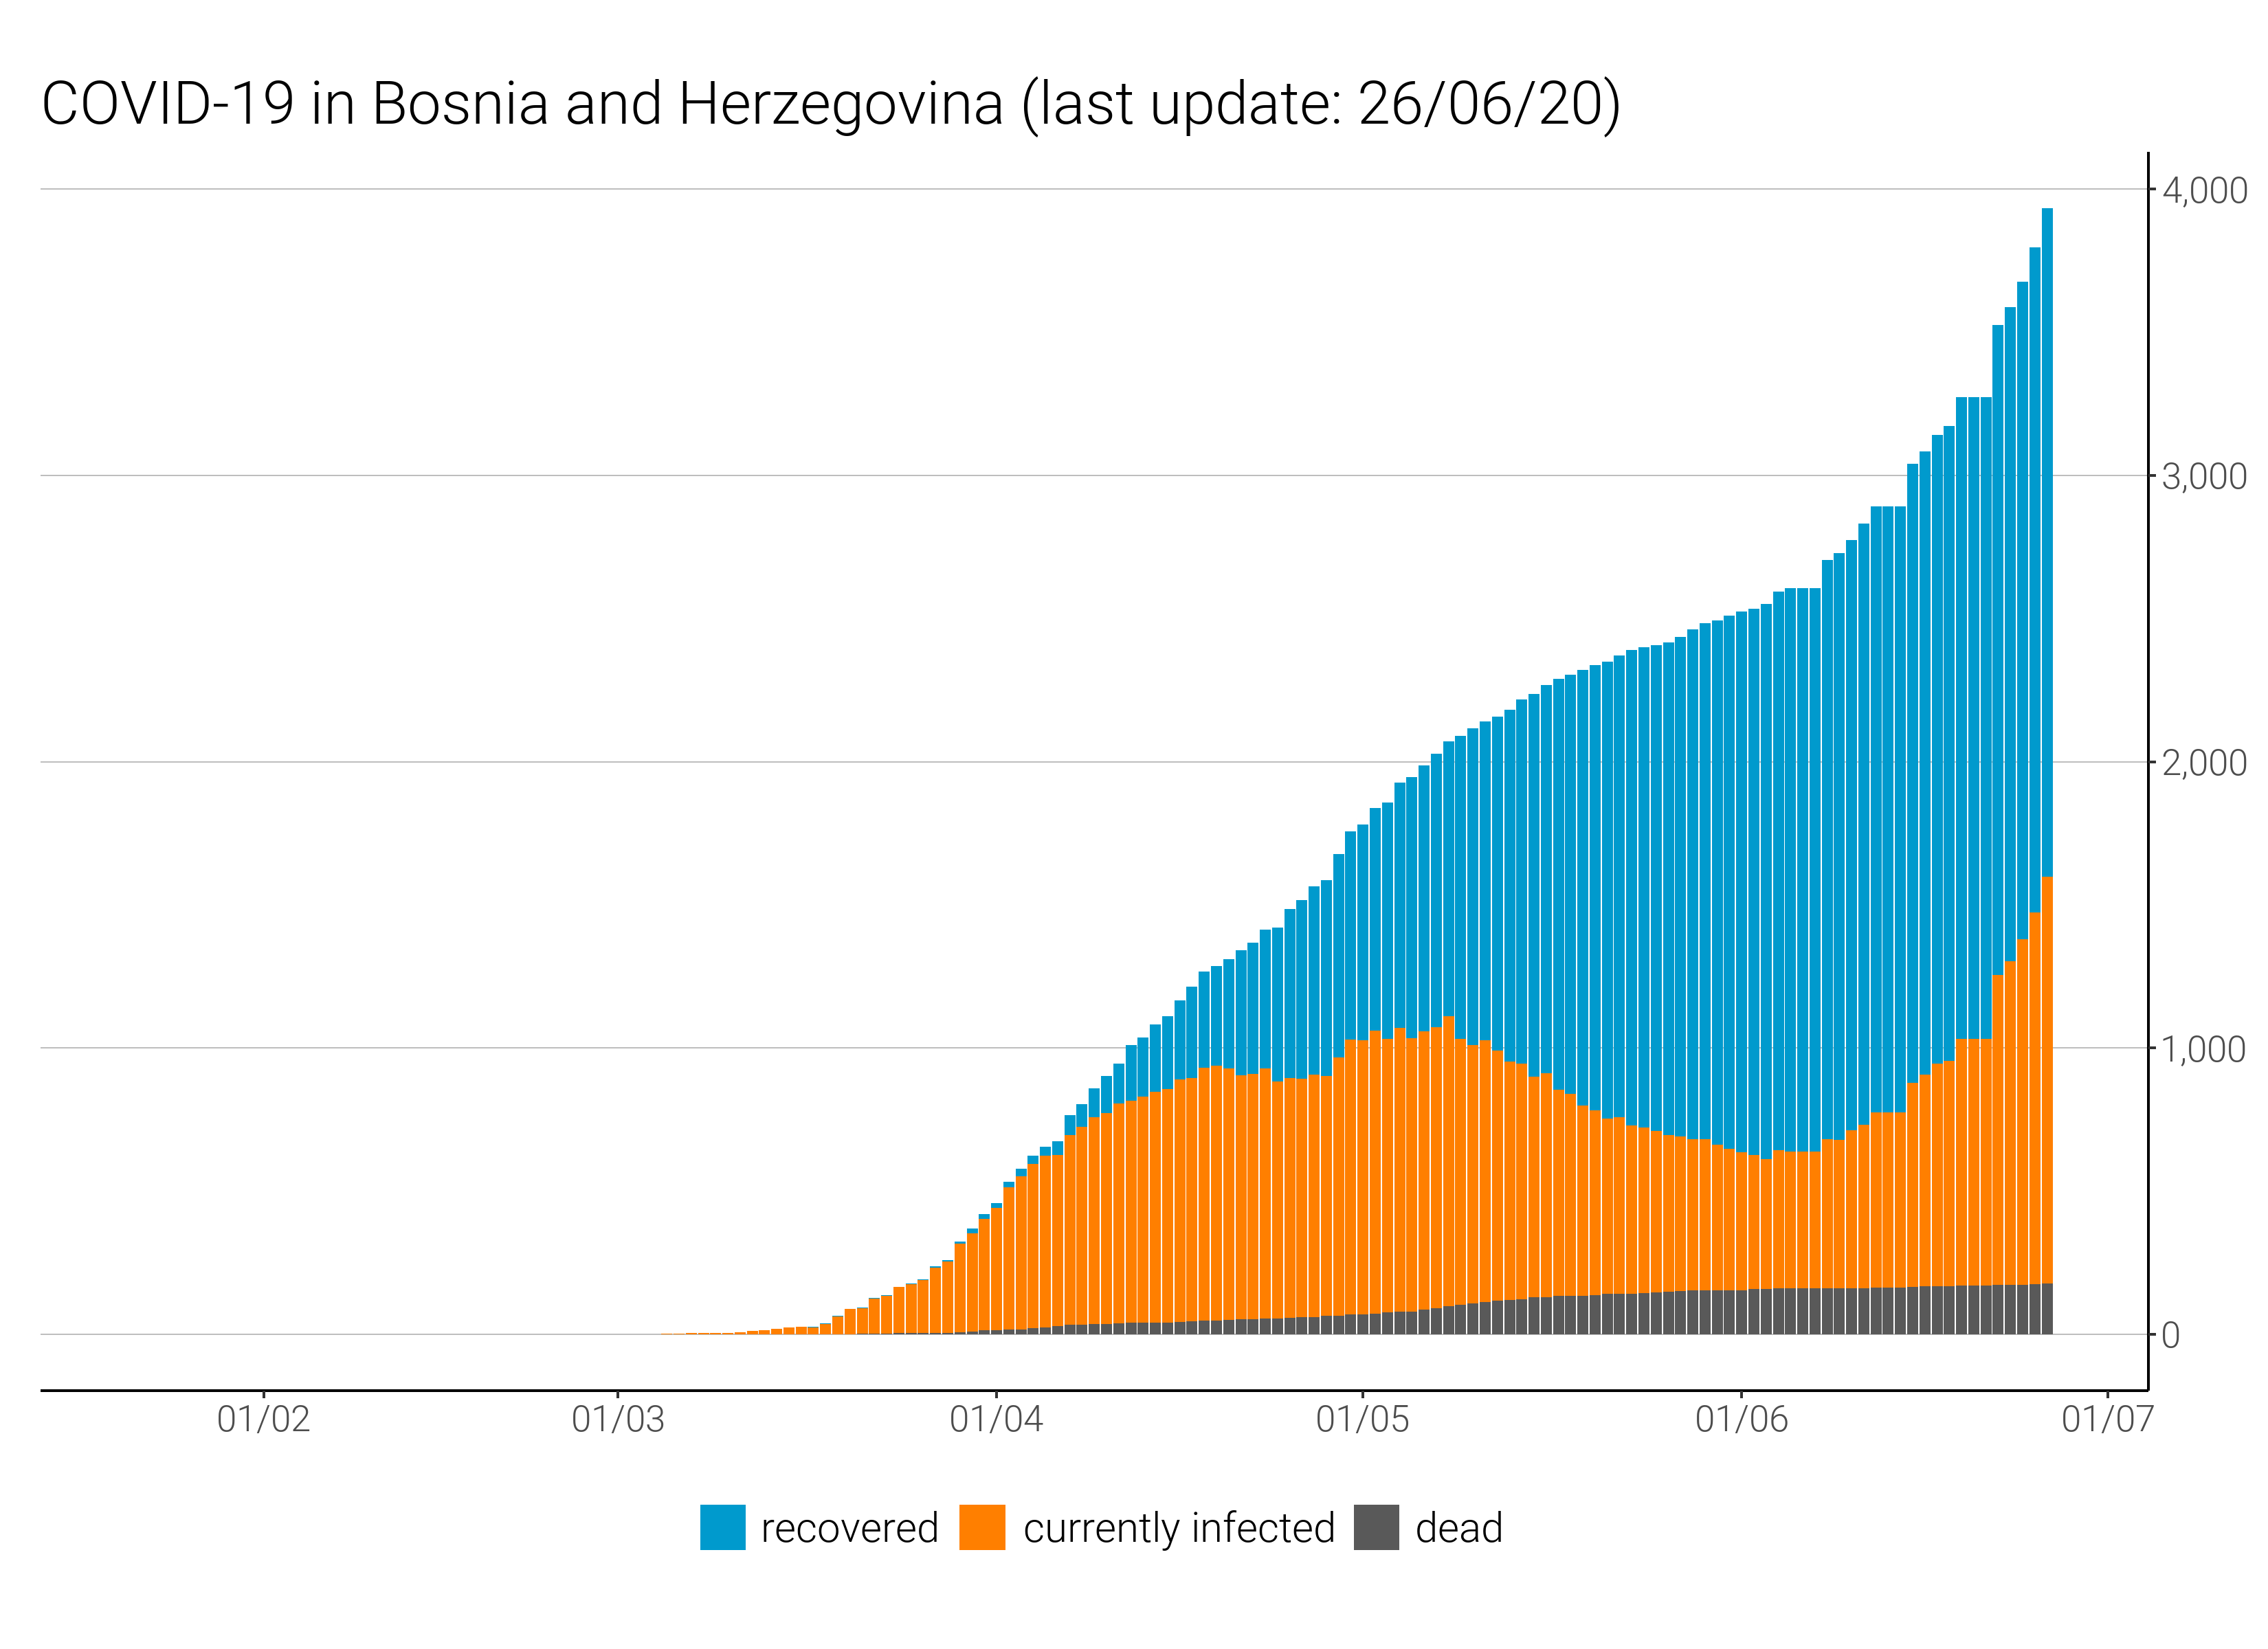 COVID-19 in Bosnia and Herzegovina (last update: 26/06/20)
4,000
3,000
2,000
1,000
0
01/02 01/03 01/04 01/05 01/06 01/07
recovered currently infected dead